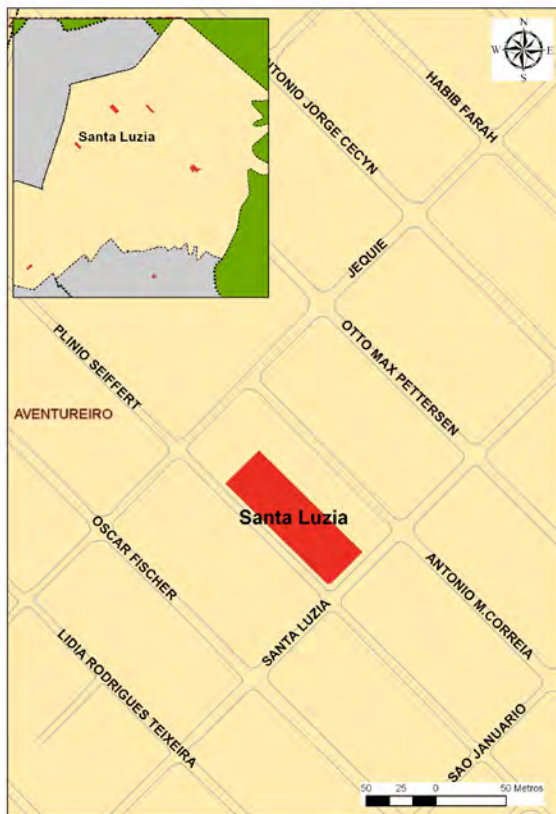 N
W E
S
Santa Luzia
ANTONIO JORGE CECYN
HABIB FARAH
JEQUIE
PLINIO SEIFFERT
OTTO MAX PETTERSEN
AVENTUREIRO
Santa Luzia
OSCAR FISCHER
ANTONIO M.CORREIA
SANTA LUZIA
LIDIA RODRIGUES TEIXEIRA
SAO JANUARIO
50 25 0 50 Metros